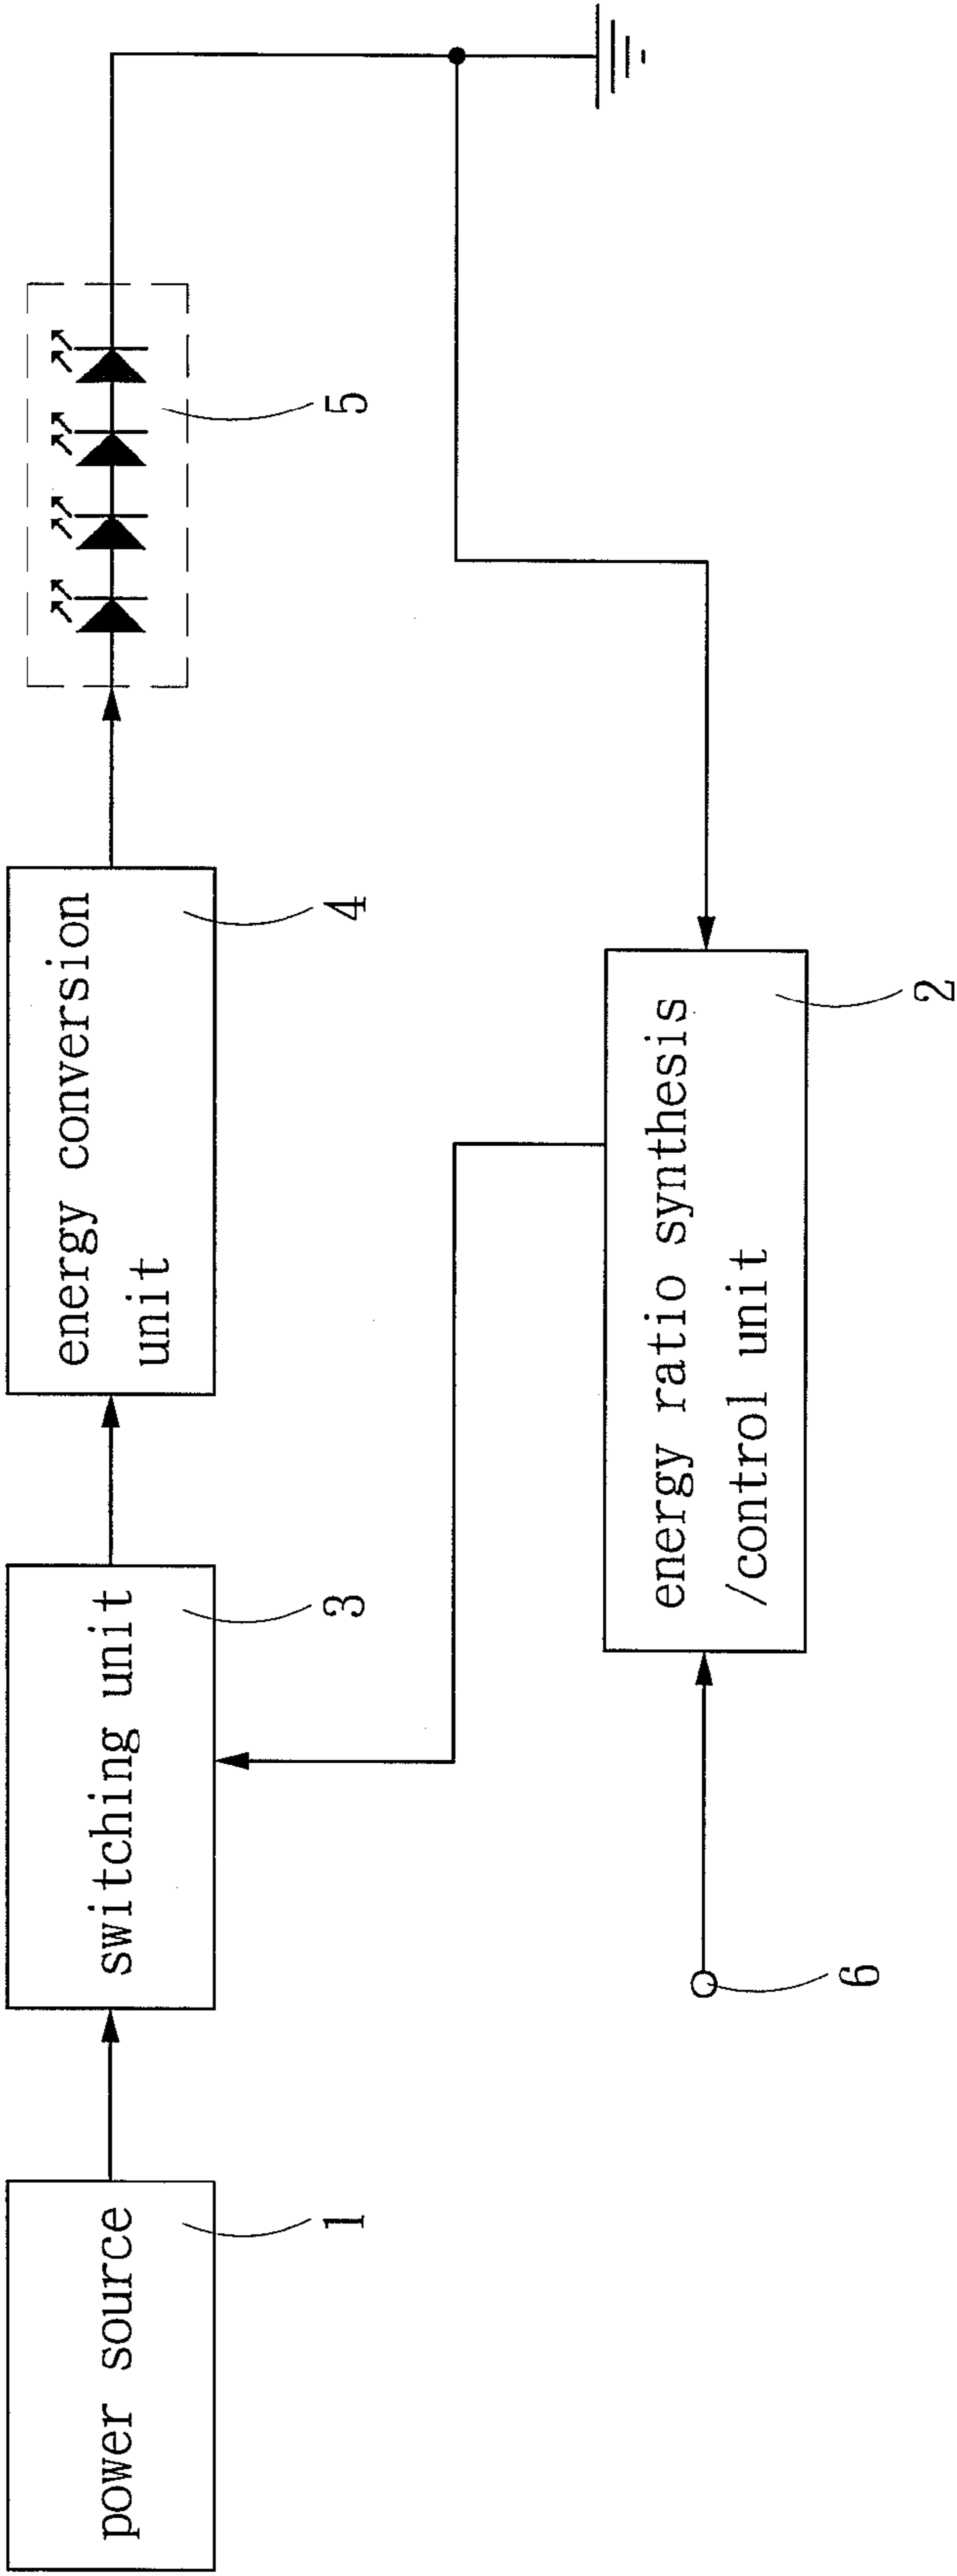 power source
1
switching unit
3
energy conversion
unit
4
5
6
energy ratio synthesis
/control unit
2